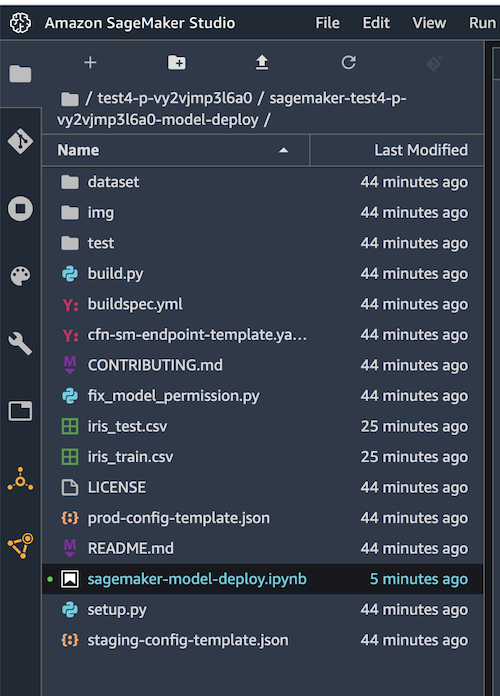 Amazon SageMaker Studio File Edit View Run
/ test4-p-vy2vjmp3l6a0 / sagemaker-test4-p-
vy2vjmp3l6a0-model-deploy /
Name Last Modified
dataset 44 minutes ago
img 44 minutes ago
test 44 minutes ago
build.py 44 minutes ago
Y: buildspec.yml 44 minutes ago
Y: cfn-sm-endpoint-template.ya... 44 minutes ago
M CONTRIBUTING.md 44 minutes ago
fix_model_permission.py 44 minutes ago
iris_test.csv 25 minutes ago
iris_train.csv 25 minutes ago
LICENSE 44 minutes ago
{:} prod-config-template.json 44 minutes ago
M README.md 44 minutes ago
sagemaker-model-deploy.ipynb 5 minutes ago
setup.py 44 minutes ago
{:} staging-config-template.json 44 minutes ago